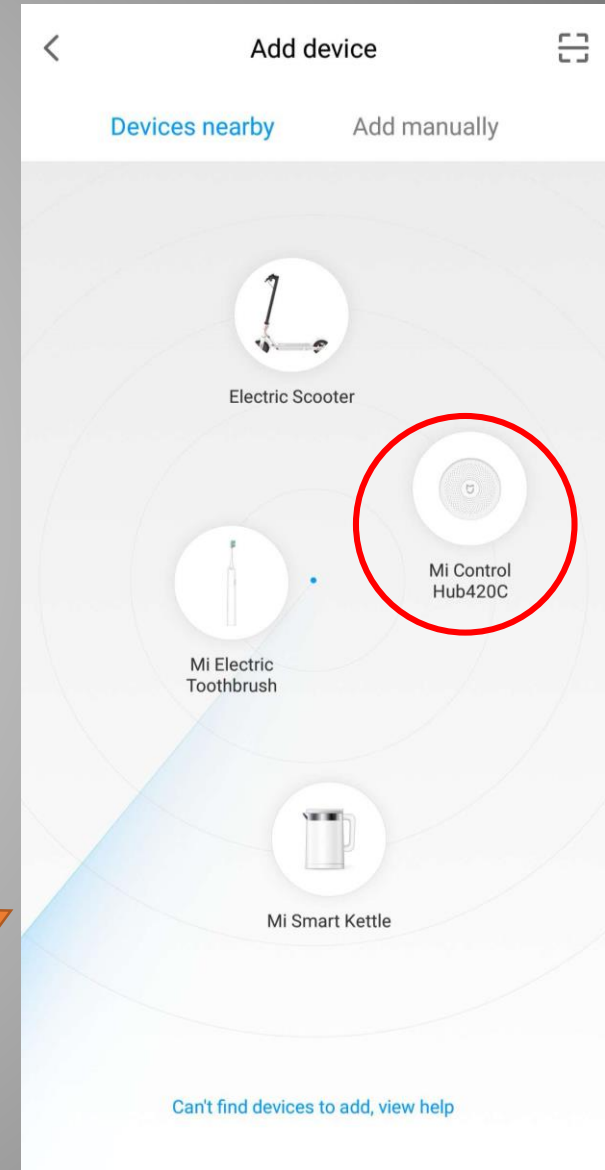 Add device
Devices nearby
Add manually
Electric Scooter
Mi Control
Hub420C
Mi Electric
Toothbrush
Mi Smart Kettle
Can't find devices to add, view help